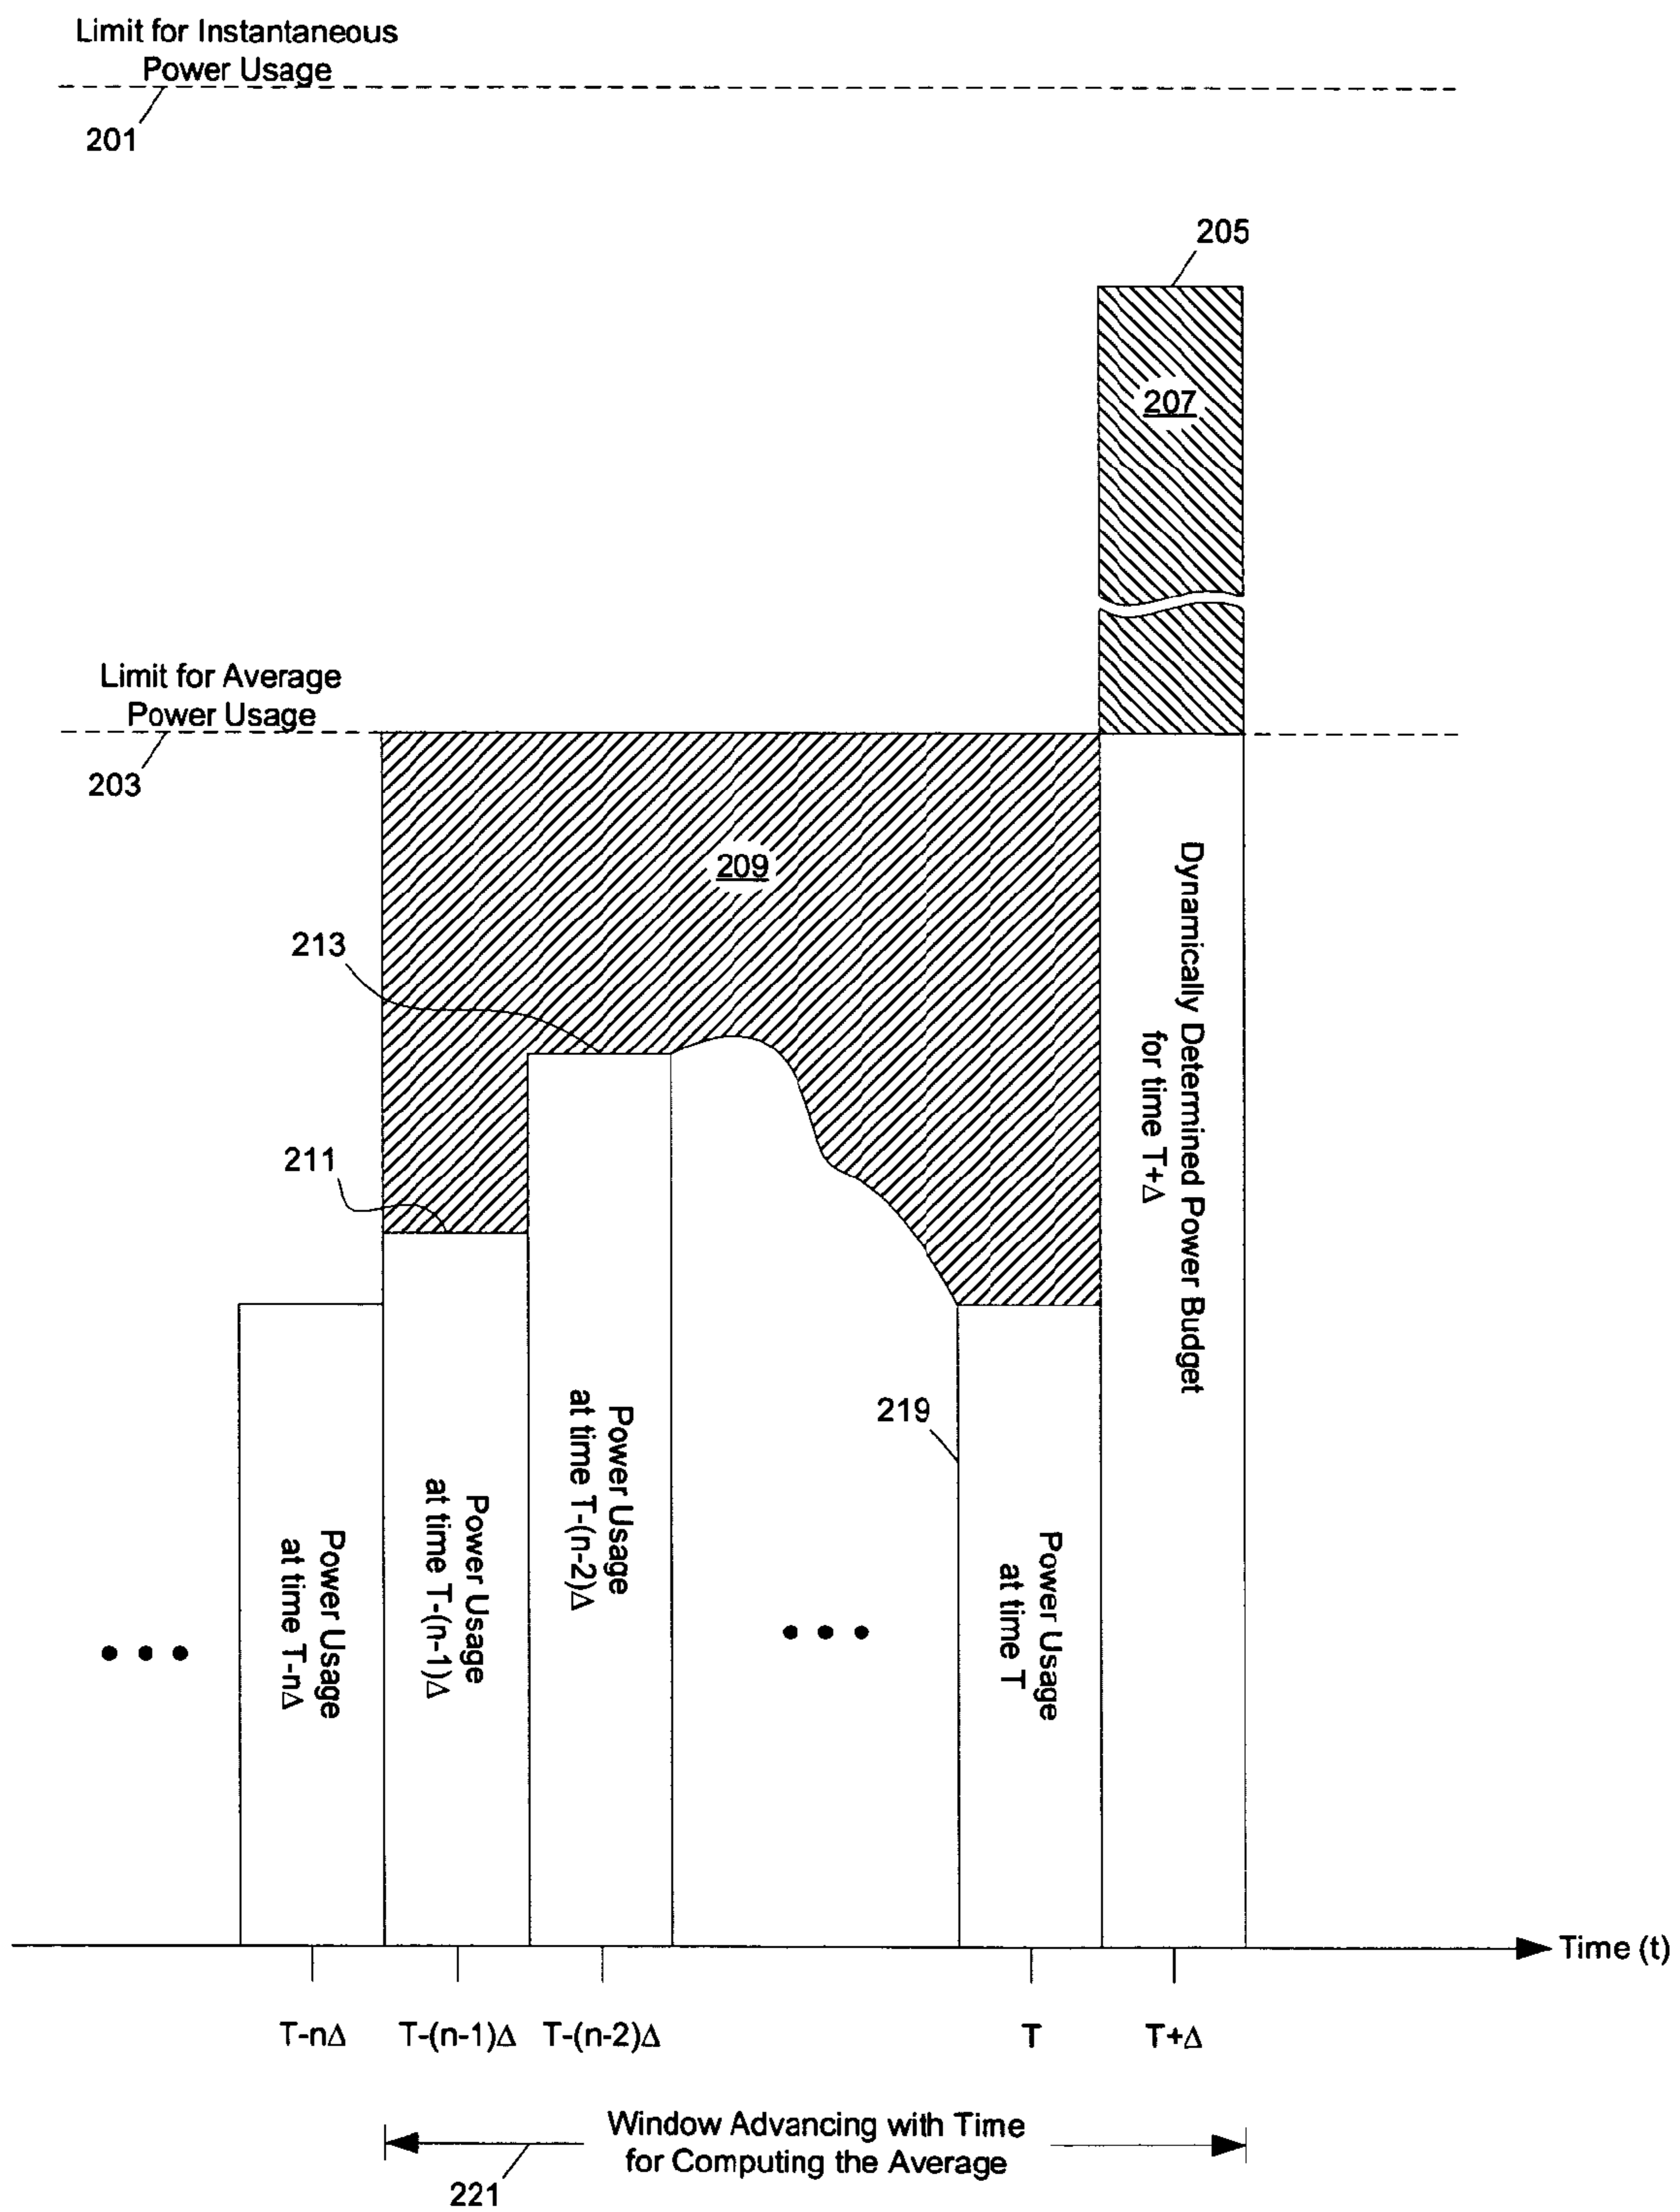 Limit for Instantaneous
Power Usage
201
205
207
Limit for Average
Power Usage
203
209
213
211
219
Dynamically Determined Power Budget
for time T+Δ
Power Usage
at time T-nΔ
Power Usage
at time T-(n-1)Δ
Power Usage
at time T-(n-2)Δ
Power Usage
at time T
Time (t)
T-nΔ
T-(n-1)Δ
T-(n-2)Δ
T
T+Δ
Window Advancing with Time
for Computing the Average
221